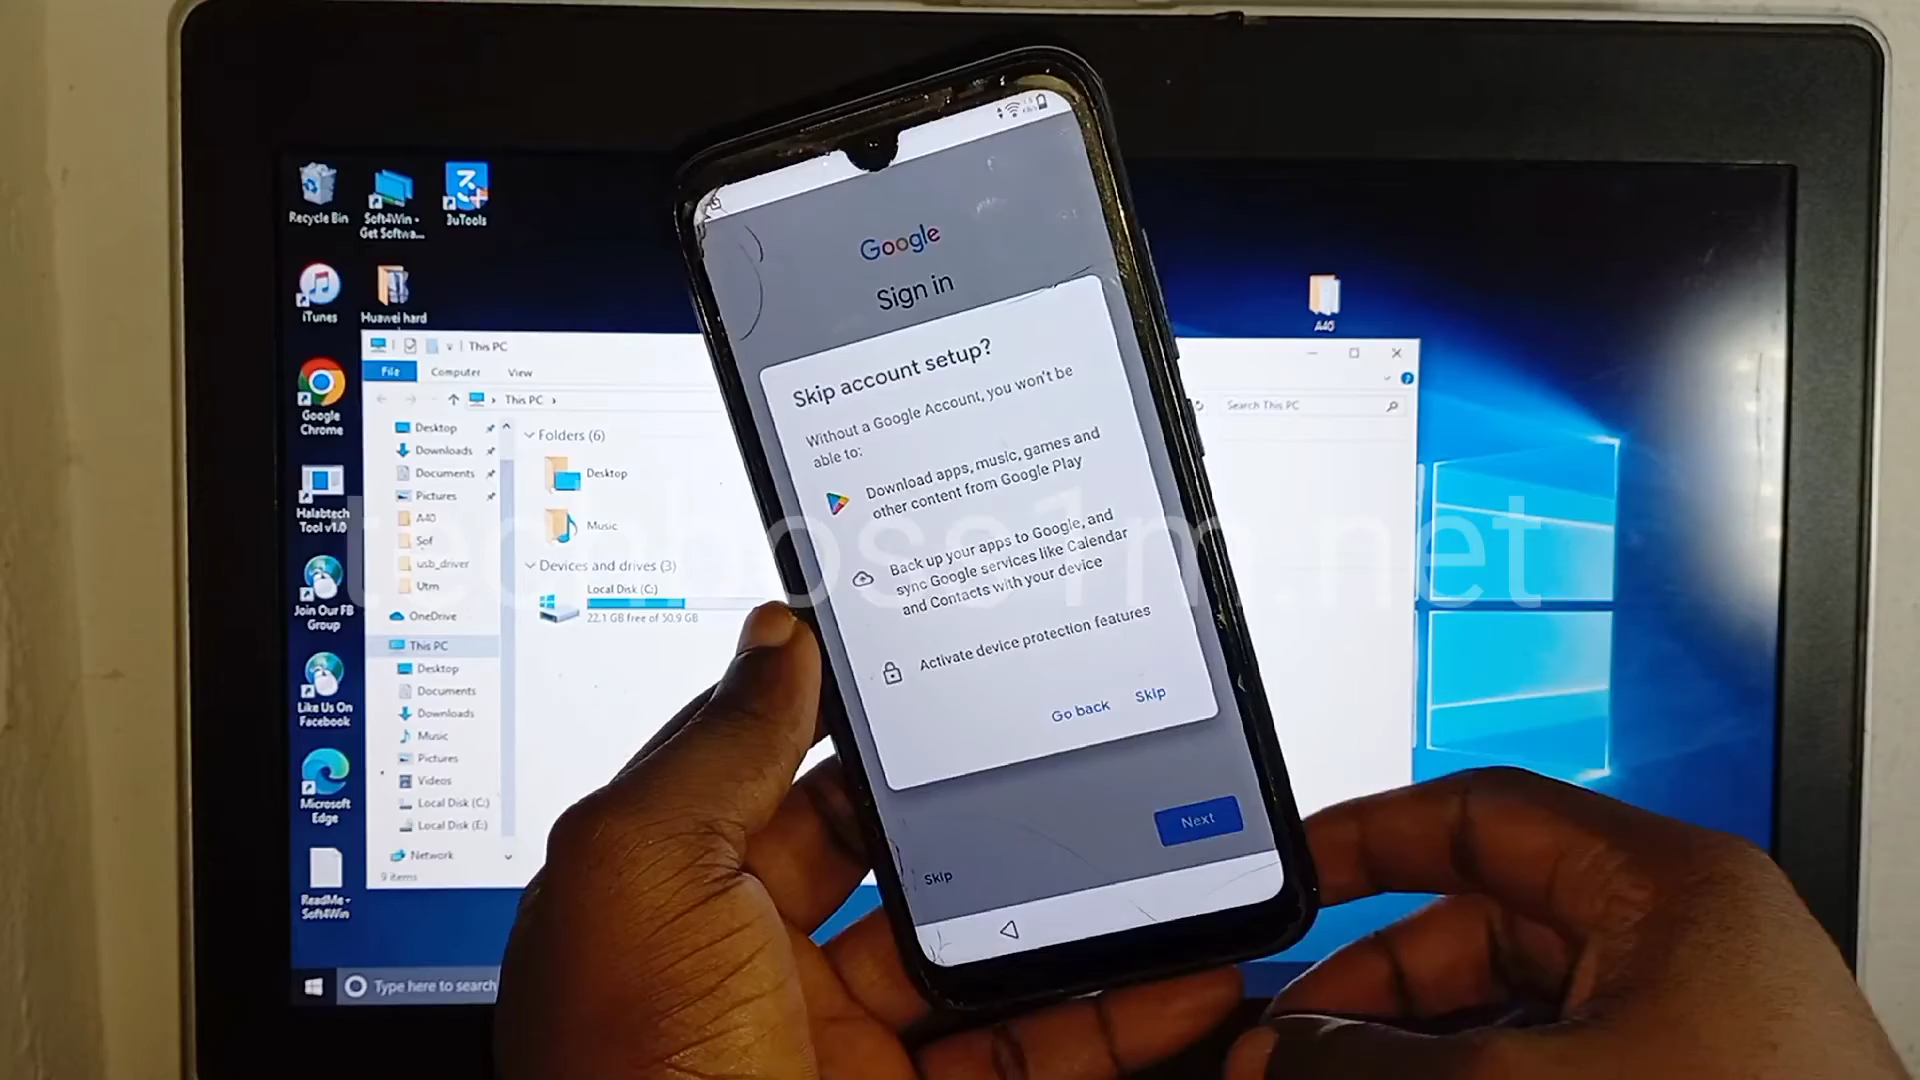 Recycle Bin
Soft4Win -
Get Softwa...
3uTools
iTunes
Huawei hard
Google
Chrome
Halabtech
Tool v1.0
Join Our FB
Group
Like Us On
Facebook
Microsoft
Edge
ReadMe -
Soft4Win
A40
This PC
File
Computer
View
This PC
Search This PC
Desktop
Downloads
Documents
Pictures
A40
Sof
usb_driver
Utm
OneDrive
This PC
Desktop
Documents
Downloads
Music
Pictures
Videos
Local Disk (C:)
Local Disk (E:)
Network
9 items
Folders (6)
Desktop
Music
Devices and drives (3)
Local Disk (C:)
22.1 GB free of 50.9 GB
Type here to search
Google
Sign in
Skip account setup?
Without a Google Account, you won't be
able to:
Download apps, music, games and
other content from Google Play
Back up your apps to Google, and
sync Google services like Calendar
and Contacts with your device
Activate device protection features
Go back
Skip
Next
Skip
techboss1m.net